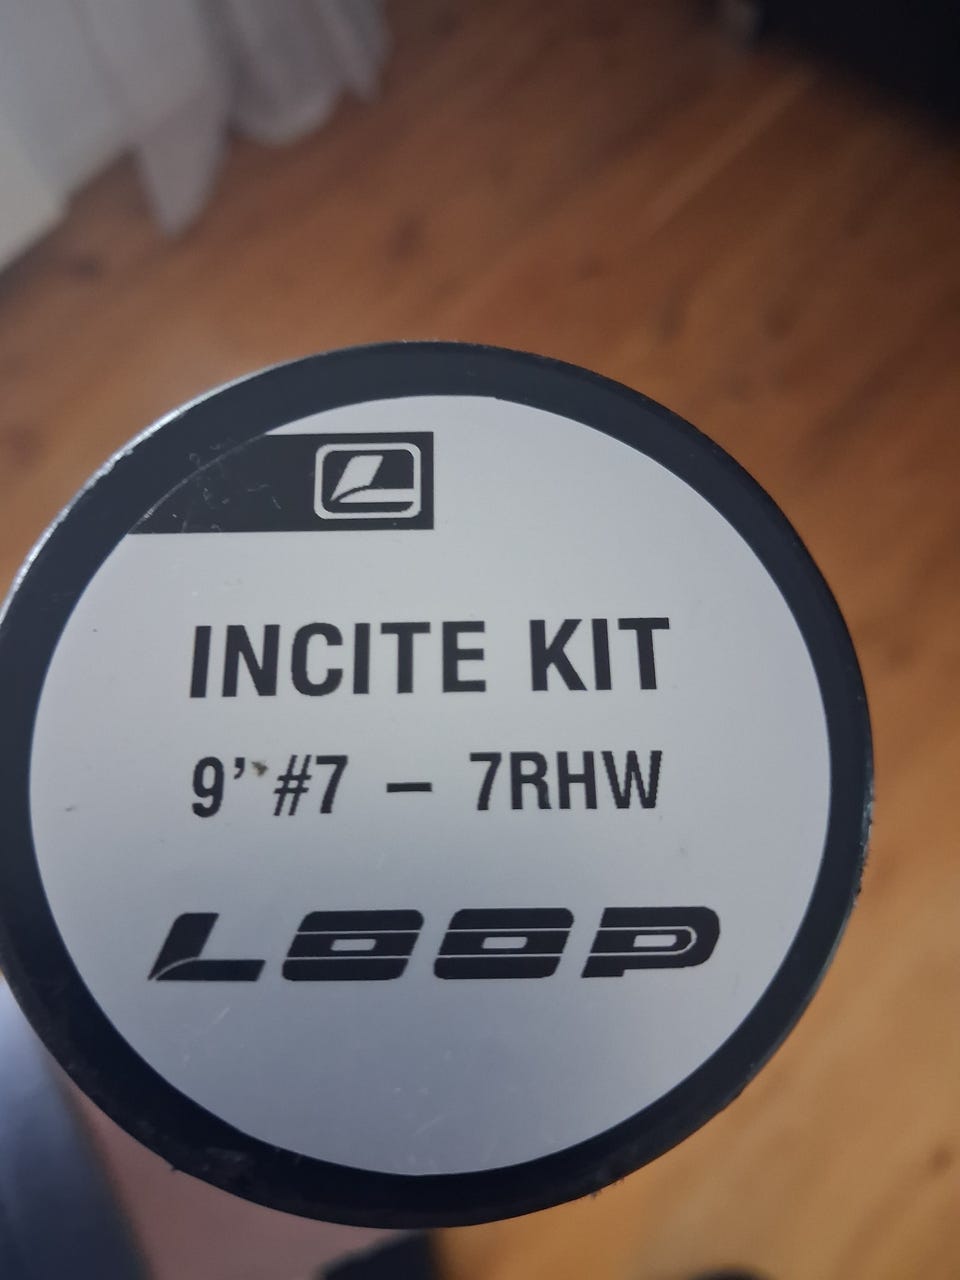 INCITE KIT
9' #7 – 7RHW
LOOP